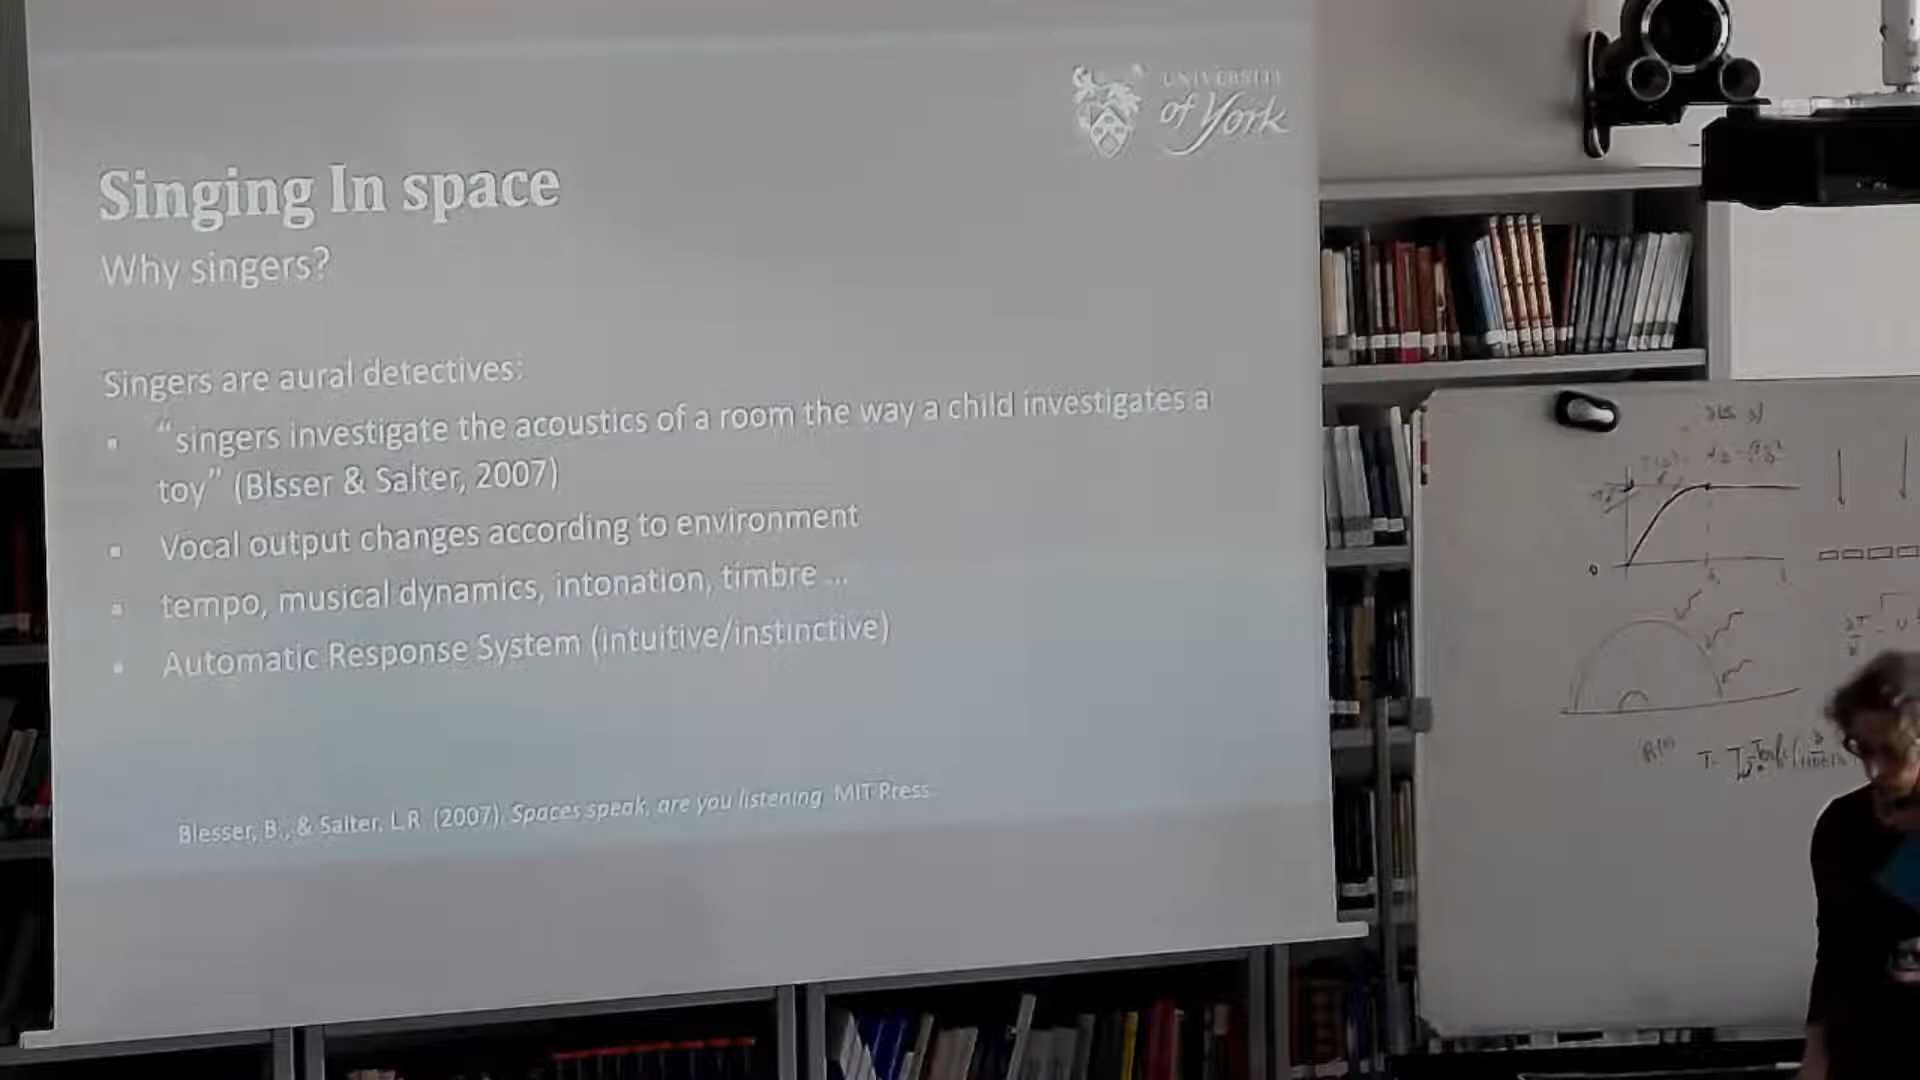 UNIVERSITY
of York
Singing In space
Why singers?
Singers are aural detectives:
▪ “singers investigate the acoustics of a room the way a child investigates a
toy” (Blsser & Salter, 2007)
▪ Vocal output changes according to environment
▪ tempo, musical dynamics, intonation, timbre ...
▪ Automatic Response System (intuitive/instinctive)
Blesser, B., & Salter, L.R. (2007). Spaces speak, are you listening. MIT Press.